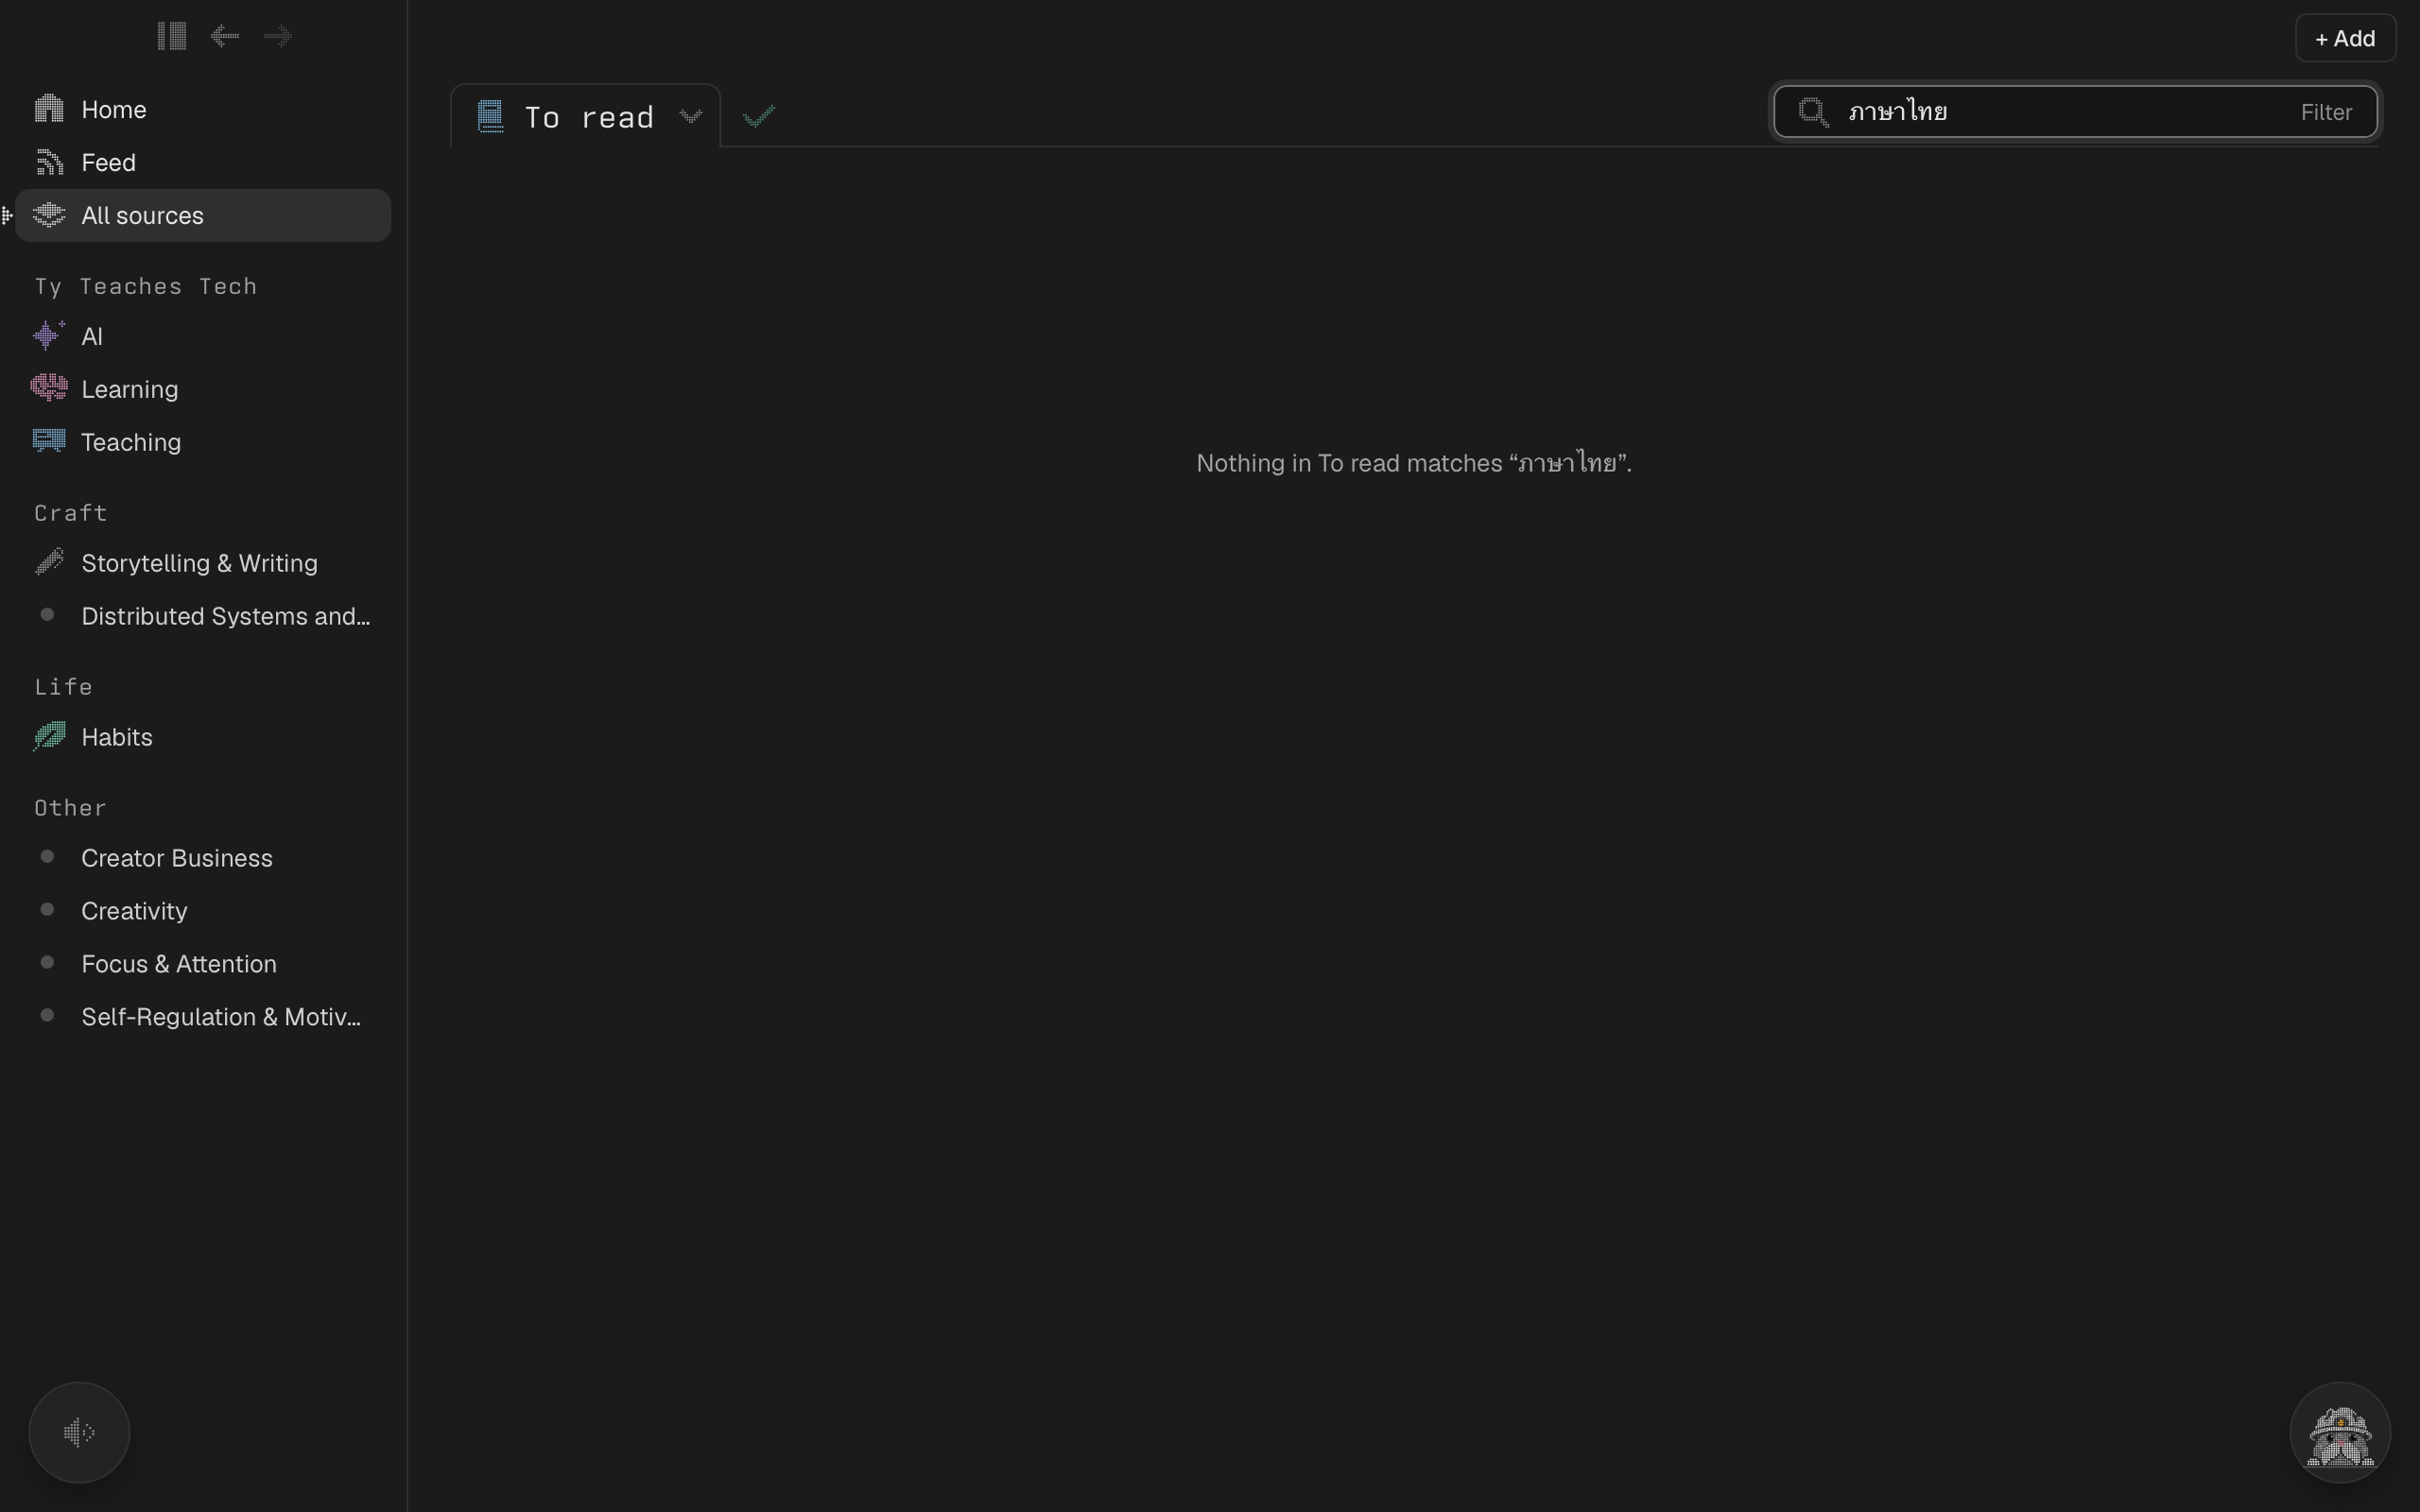 + Add
Home
Feed
All sources
Ty Teaches Tech
AI
Learning
Teaching
Craft
Storytelling & Writing
Distributed Systems and...
Life
Habits
Other
Creator Business
Creativity
Focus & Attention
Self-Regulation & Motiv...
To read
ภาษาไทย
Filter
Nothing in To read matches “ภาษาไทย”.